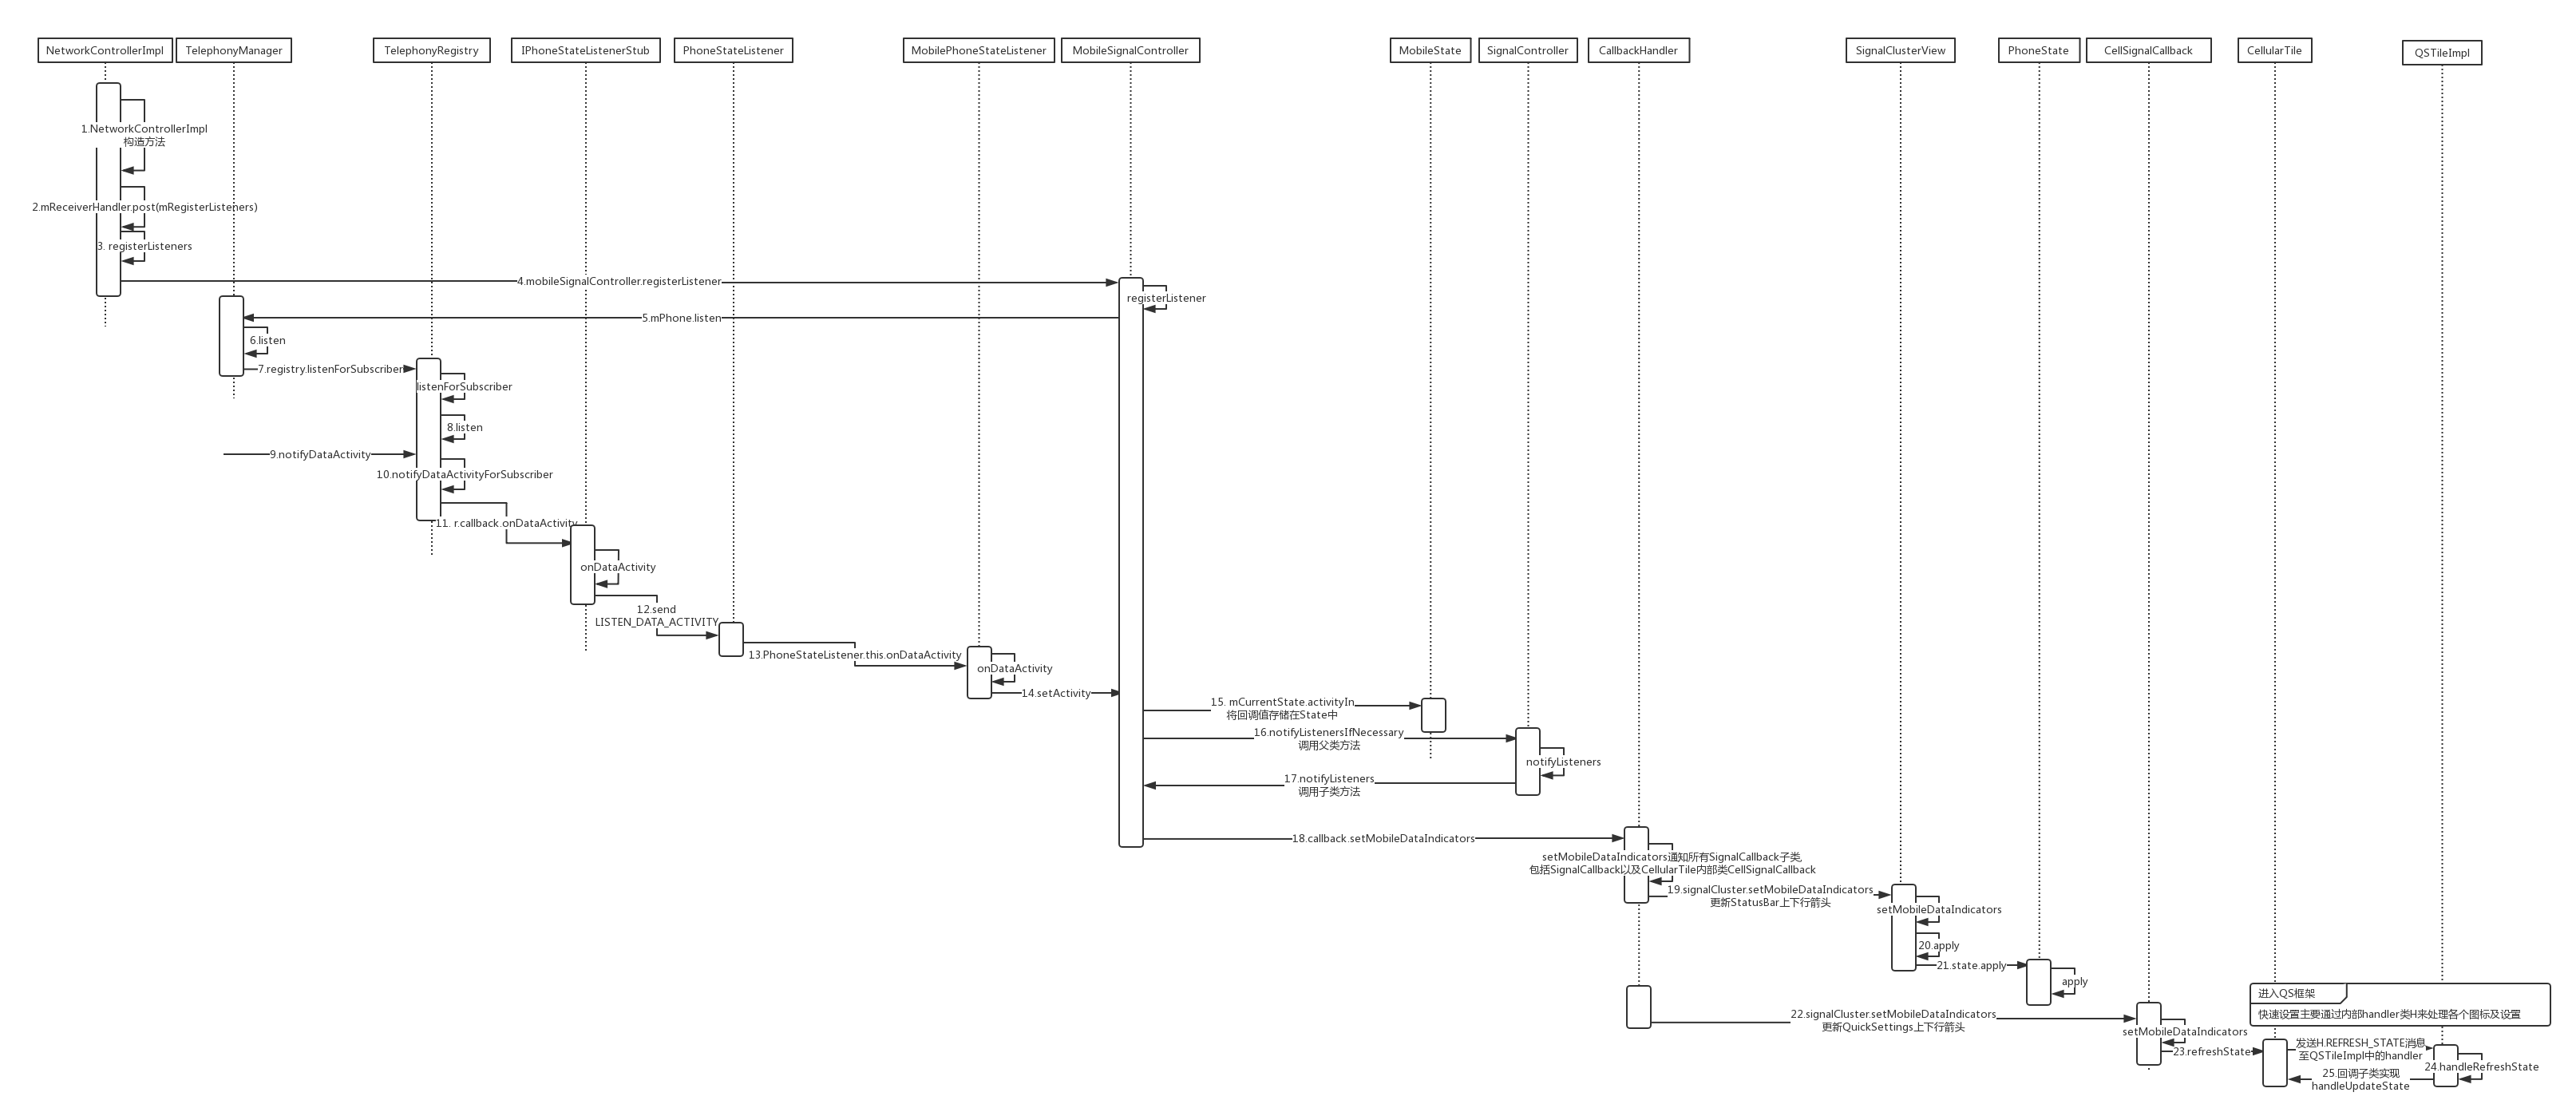 NetworkControllerImpl
TelephonyManager
TelephonyRegistry
IPhoneStateListenerStub
PhoneStateListener
MobilePhoneStateListener
MobileSignalController
MobileState
SignalController
CallbackHandler
SignalClusterView
PhoneState
CellSignalCallback
CellularTile
QSTileImpl
1.NetworkControllerImpl
构造方法
2.mReceiverHandler.post(mRegisterListeners)
3. registerListeners
4.mobileSignalController.registerListener
registerListener
5.mPhone.listen
6.listen
7.registry.listenForSubscriber
listenForSubscriber
8.listen
9.notifyDataActivity
10.notifyDataActivityForSubscriber
11. r.callback.onDataActivity
onDataActivity
12.send
LISTEN_DATA_ACTIVITY
13.PhoneStateListener.this.onDataActivity
onDataActivity
14.setActivity
15. mCurrentState.activityIn
将回调值存储在State中
16.notifyListenersIfNecessary
调用父类方法
notifyListeners
17.notifyListeners
调用子类方法
18.callback.setMobileDataIndicators
setMobileDataIndicators通知所有SignalCallback子类,
包括SignalCallback以及CellularTile内部类CellSignalCallback
19.signalCluster.setMobileDataIndicators
更新StatusBar上下行箭头
setMobileDataIndicators
20.apply
21.state.apply
apply
22.signalCluster.setMobileDataIndicators
更新QuickSettings上下行箭头
setMobileDataIndicators
23.refreshState
进入QS框架
快速设置主要通过内部handler类H来处理各个图标及设置
发送H.REFRESH_STATE消息
至QSTileImpl中的handler
24.handleRefreshState
25.回调子类实现
handleUpdateState